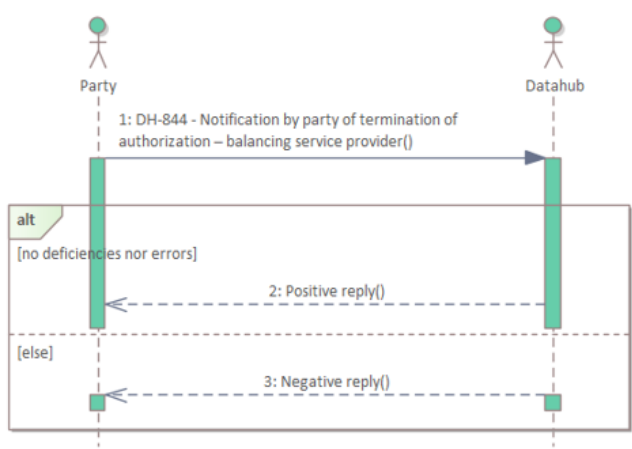 Party
Datahub
1: DH-844 - Notification by party of termination of
authorization – balancing service provider()
alt
[no deficiencies nor errors]
2: Positive reply()
[else]
3: Negative reply()